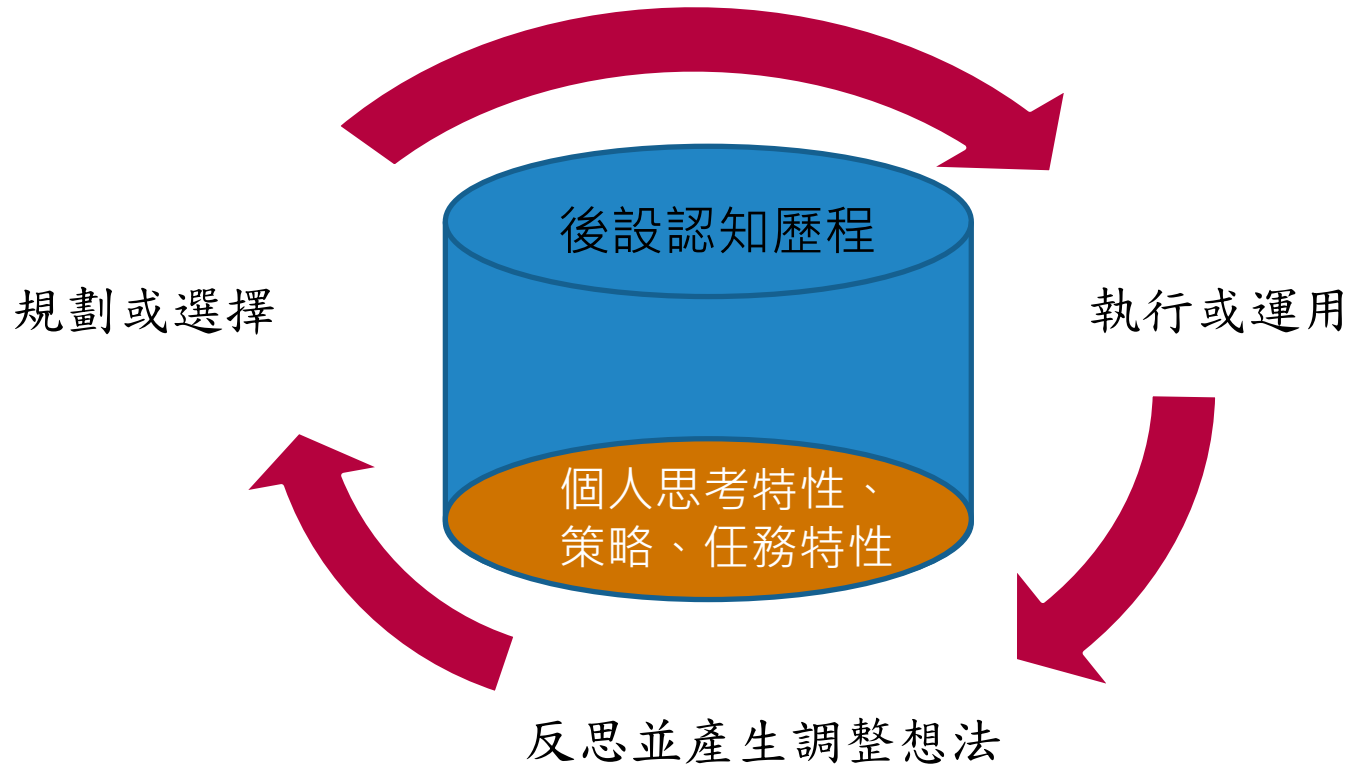 後設認知歷程
規劃或選擇
執行或運用
個人思考特性、
策略、任務特性
反思並產生調整想法